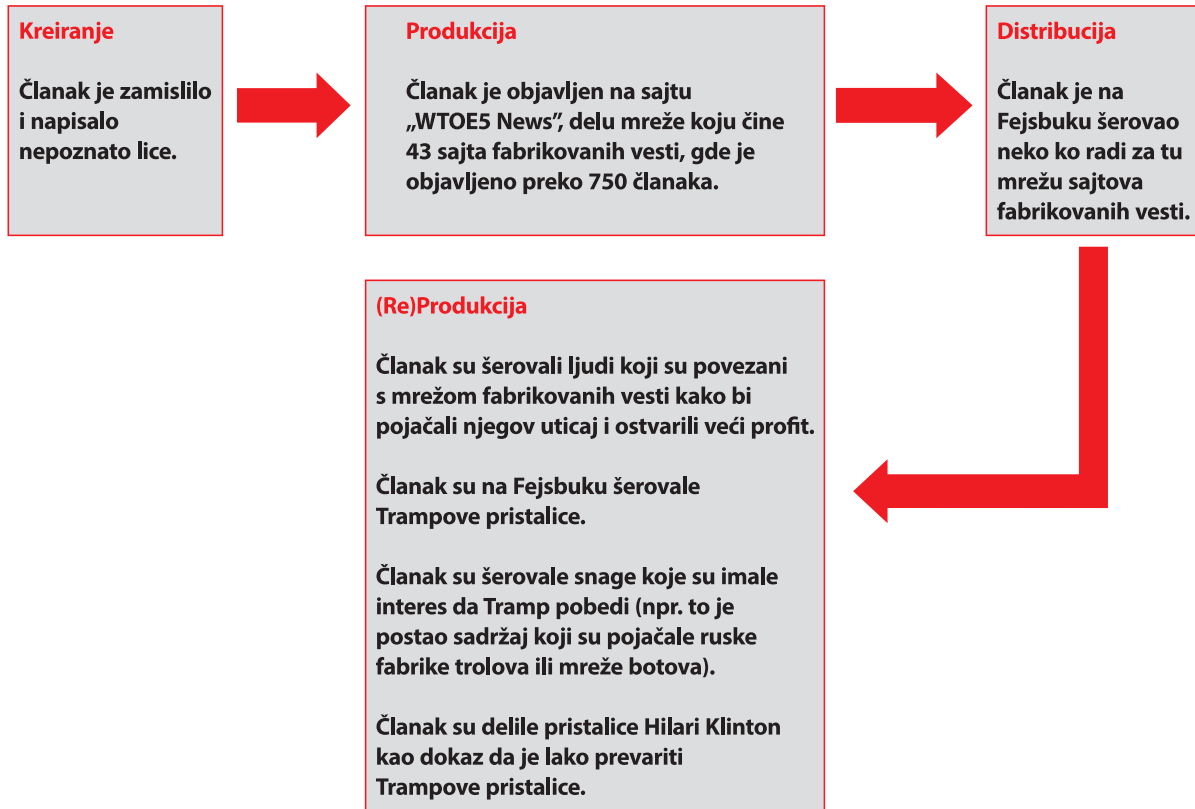 Kreiranje
Članak je zamislilo
i napisalo
nepoznato lice.
Produkcija
Članak je objavljen na sajtu
„WTOE5 News”, delu mreže koju čine
43 sajta fabrikovanih vesti, gde je
objavljeno preko 750 članaka.
Distribucija
Članak je na
Fejsbuku šerovao
neko ko radi za tu
mrežu sajtova
fabrikovanih vesti.
(Re)Produkcija
Članak su šerovali ljudi koji su povezani
s mrežom fabrikovanih vesti kako bi
pojačali njegov uticaj i ostvarili veći profit.
Članak su na Fejsbuku šerovale
Trampove pristalice.
Članak su šerovale snage koje su imale
interes da Tramp pobedi (npr. to je
postao sadržaj koji su pojačale ruske
fabrike trolova ili mreže botova).
Članak su delile pristalice Hilari Klinton
kao dokaz da je lako prevariti
Trampove pristalice.